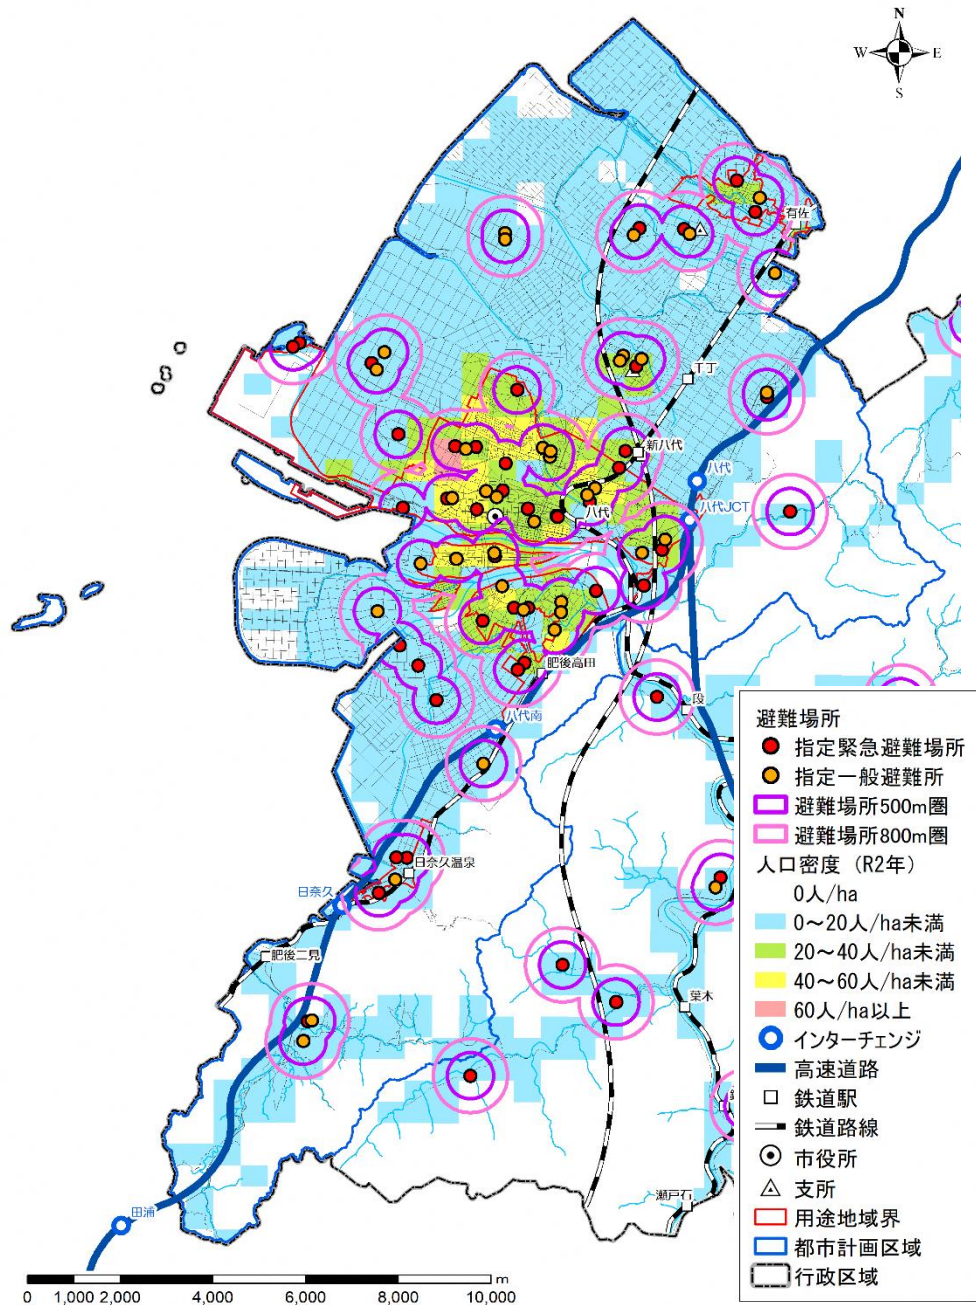 N
W E
S
有佐
千丁
新八代
八代
八代
八代JCT
肥後高田
段
八代南
日奈久温泉
日奈久
肥後二見
葉木
瀬戸石
田浦
避難場所
指定緊急避難場所
指定一般避難所
避難場所500m圏
避難場所800m圏
人口密度（R2年）
0人/ha
0～20人/ha未満
20～40人/ha未満
40～60人/ha未満
60人/ha以上
インターチェンジ
高速道路
鉄道駅
鉄道路線
市役所
支所
用途地域界
都市計画区域
行政区域
m
0 1,000 2,000 4,000 6,000 8,000 10,000